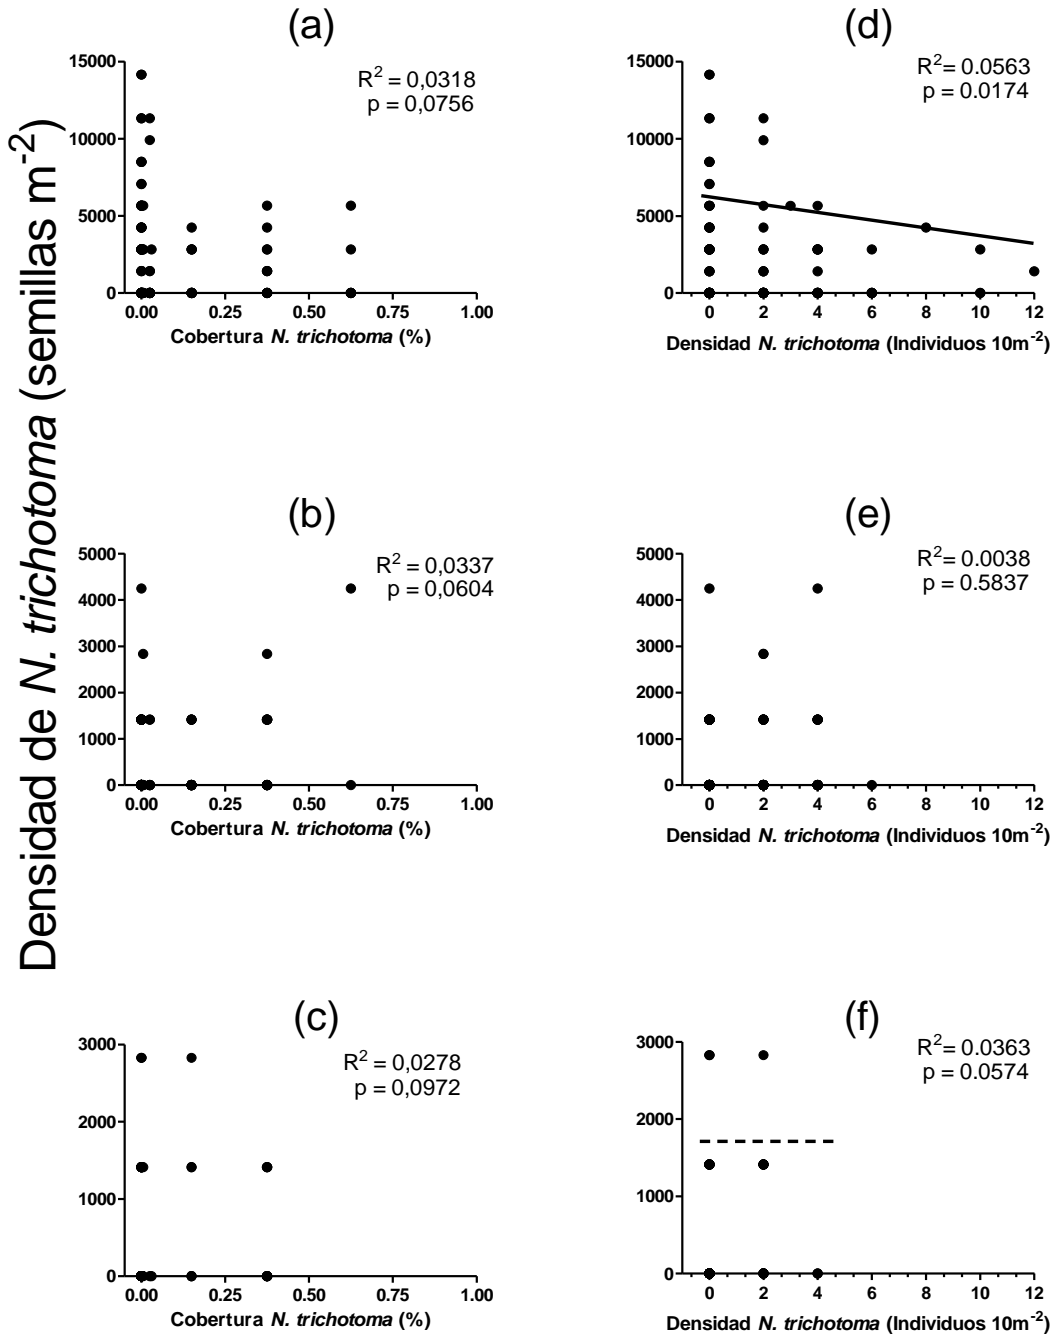 Densidad de N. trichotoma (semillas m-2)
(a)
R2 = 0,0318
p = 0,0756
15000
10000
5000
0
0.00 0.25 0.50 0.75 1.00
Cobertura N. trichotoma (%)
(d)
R2= 0.0563
p = 0.0174
15000
10000
5000
0
0 2 4 6 8 10 12
Densidad N. trichotoma (Individuos 10m-2)
(b)
R2 = 0,0337
p = 0,0604
5000
4000
3000
2000
1000
0
0.00 0.25 0.50 0.75 1.00
Cobertura N. trichotoma (%)
(e)
R2= 0.0038
p = 0.5837
5000
4000
3000
2000
1000
0
0 2 4 6 8 10 12
Densidad N. trichotoma (Individuos 10m-2)
(c)
R2 = 0,0278
p = 0,0972
3000
2000
1000
0
0.00 0.25 0.50 0.75 1.00
Cobertura N. trichotoma (%)
(f)
R2= 0.0363
p = 0.0574
3000
2000
1000
0
0 2 4 6 8 10 12
Densidad N. trichotoma (Individuos 10m-2)